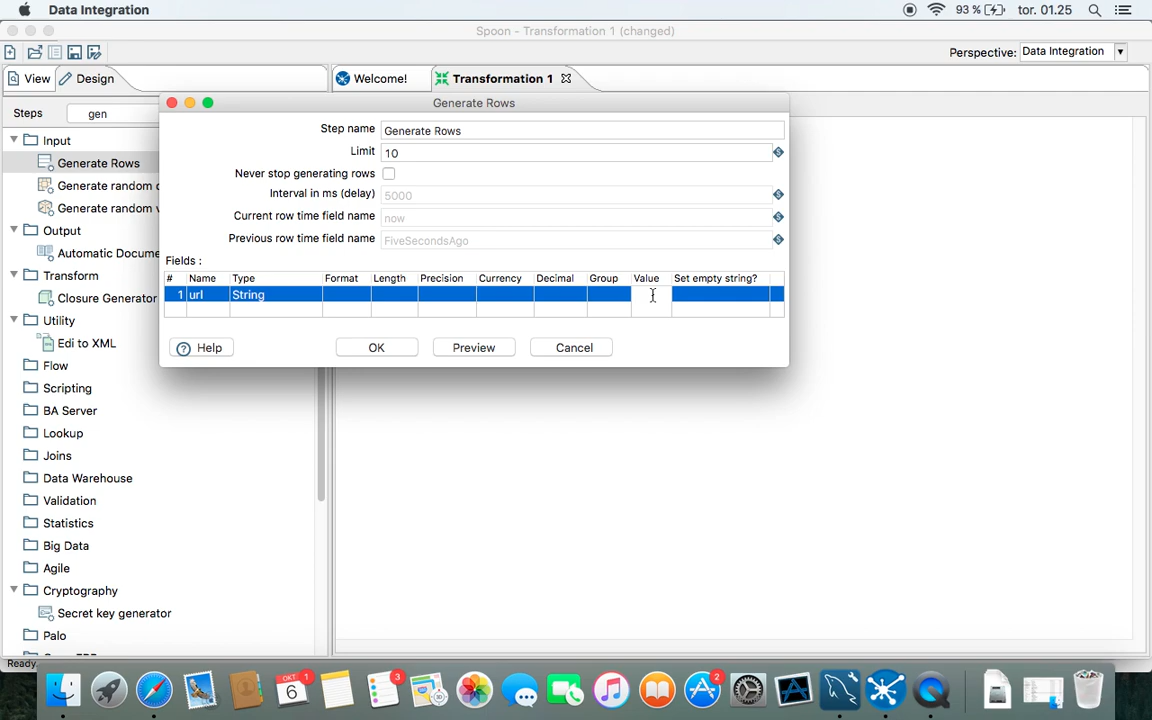 Data Integration
93 %
tor. 01.25
Spoon - Transformation 1 (changed)
Perspective: Data Integration
View
Design
Welcome!
Transformation 1
Steps
gen
Generate Rows
Step name
Generate Rows
Limit
10
Never stop generating rows
Interval in ms (delay)
5000
Current row time field name
now
Previous row time field name
FiveSecondsAgo
Fields :
# Name Type Format Length Precision Currency Decimal Group Value Set empty string?
1 url String
Help
OK
Preview
Cancel
Input
Generate Rows
Generate random
Generate random
Output
Automatic Docume
Transform
Closure Generator
Utility
Edi to XML
Flow
Scripting
BA Server
Lookup
Joins
Data Warehouse
Validation
Statistics
Big Data
Agile
Cryptography
Secret key generator
Palo
Ready
OKT
6
1
3
2